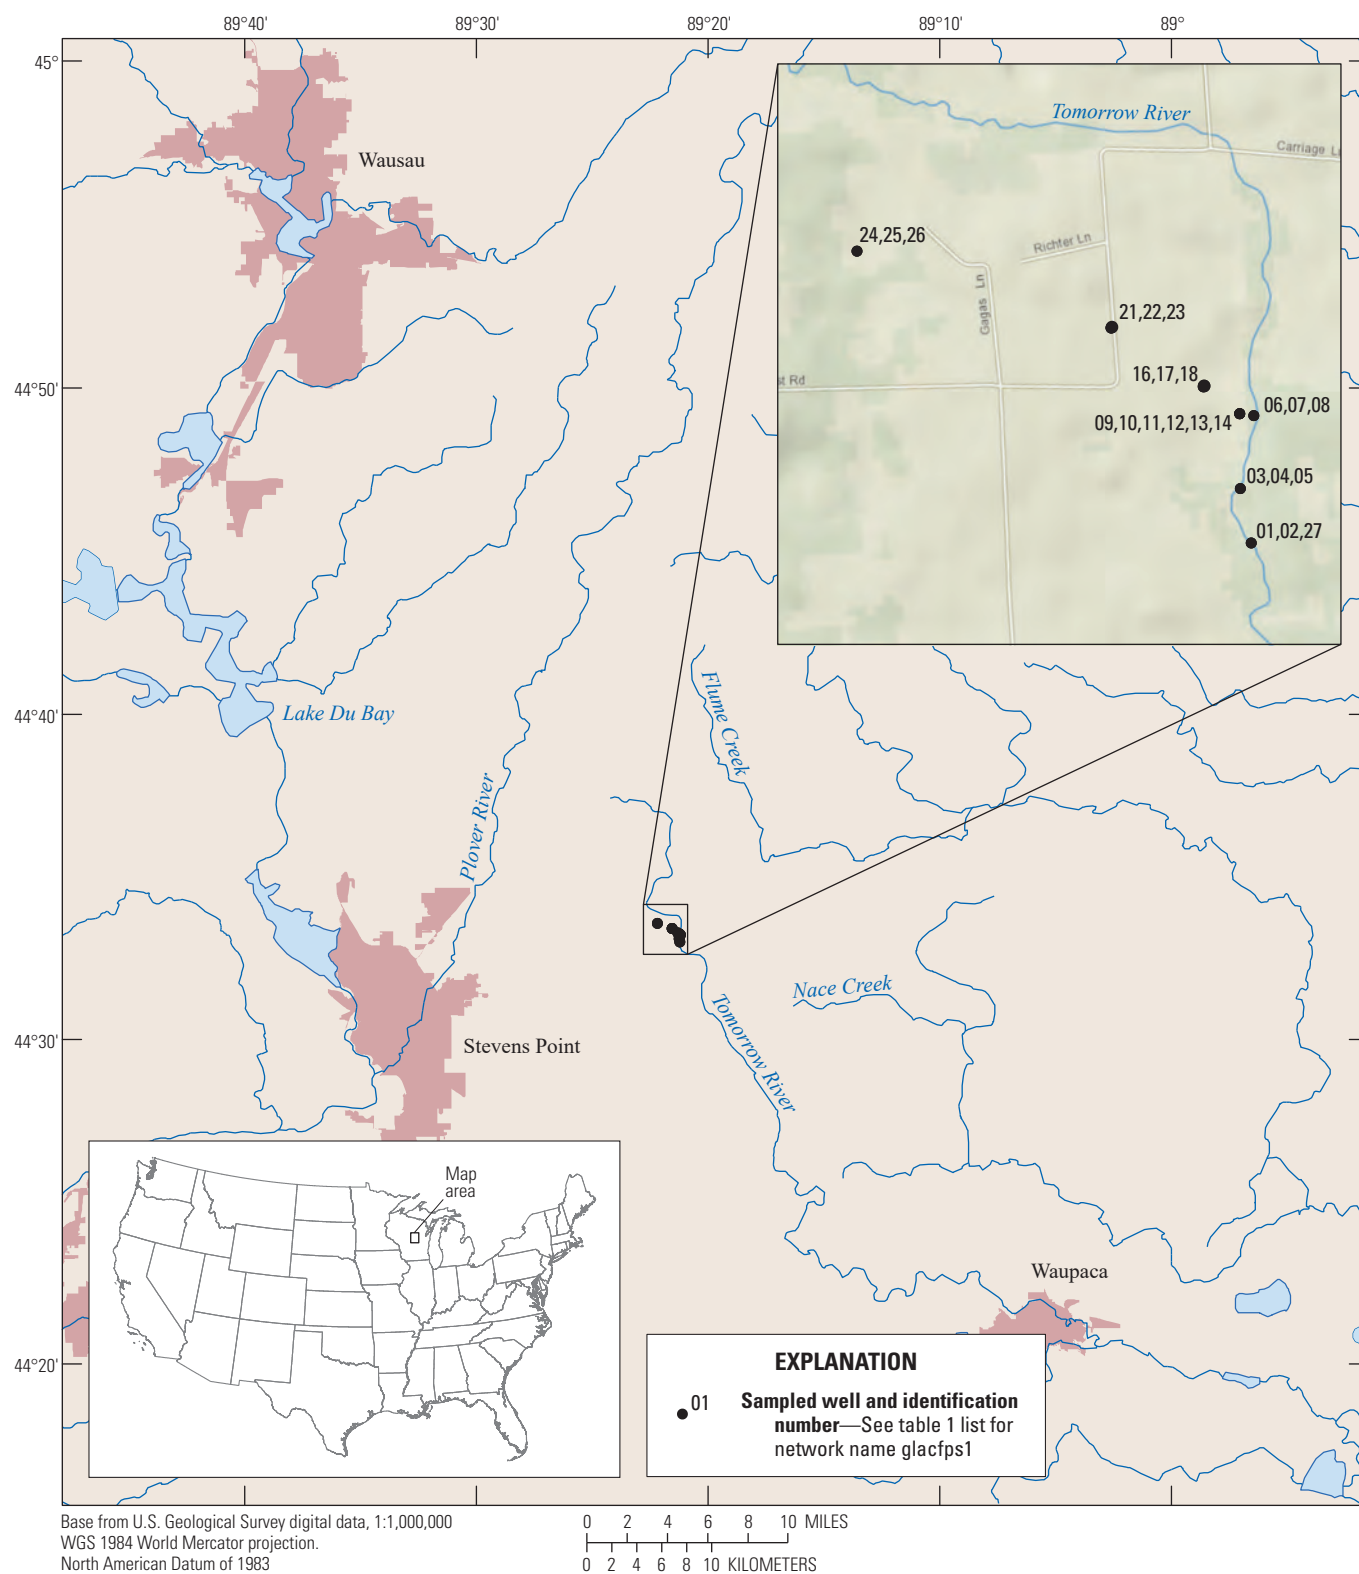 89°40'
89°30'
89°20'
89°10'
89°
45°
44°50'
44°40'
44°30'
44°20'
Wausau
Tomorrow River
Carriage L
24,25,26
Richter Ln
Gagas Ln
21,22,23
st Rd
16,17,18
06,07,08
09,10,11,12,13,14
03,04,05
01,02,27
Lake Du Bay
Flume Creek
Plover River
Nace Creek
Tomorrow River
Stevens Point
Map
area
Waupaca
EXPLANATION
01
Sampled well and identification
number—See table 1 list for
network name glacfps1
Base from U.S. Geological Survey digital data, 1:1,000,000
WGS 1984 World Mercator projection.
North American Datum of 1983
0 2 4 6 8 10 MILES
0 2 4 6 8 10 KILOMETERS